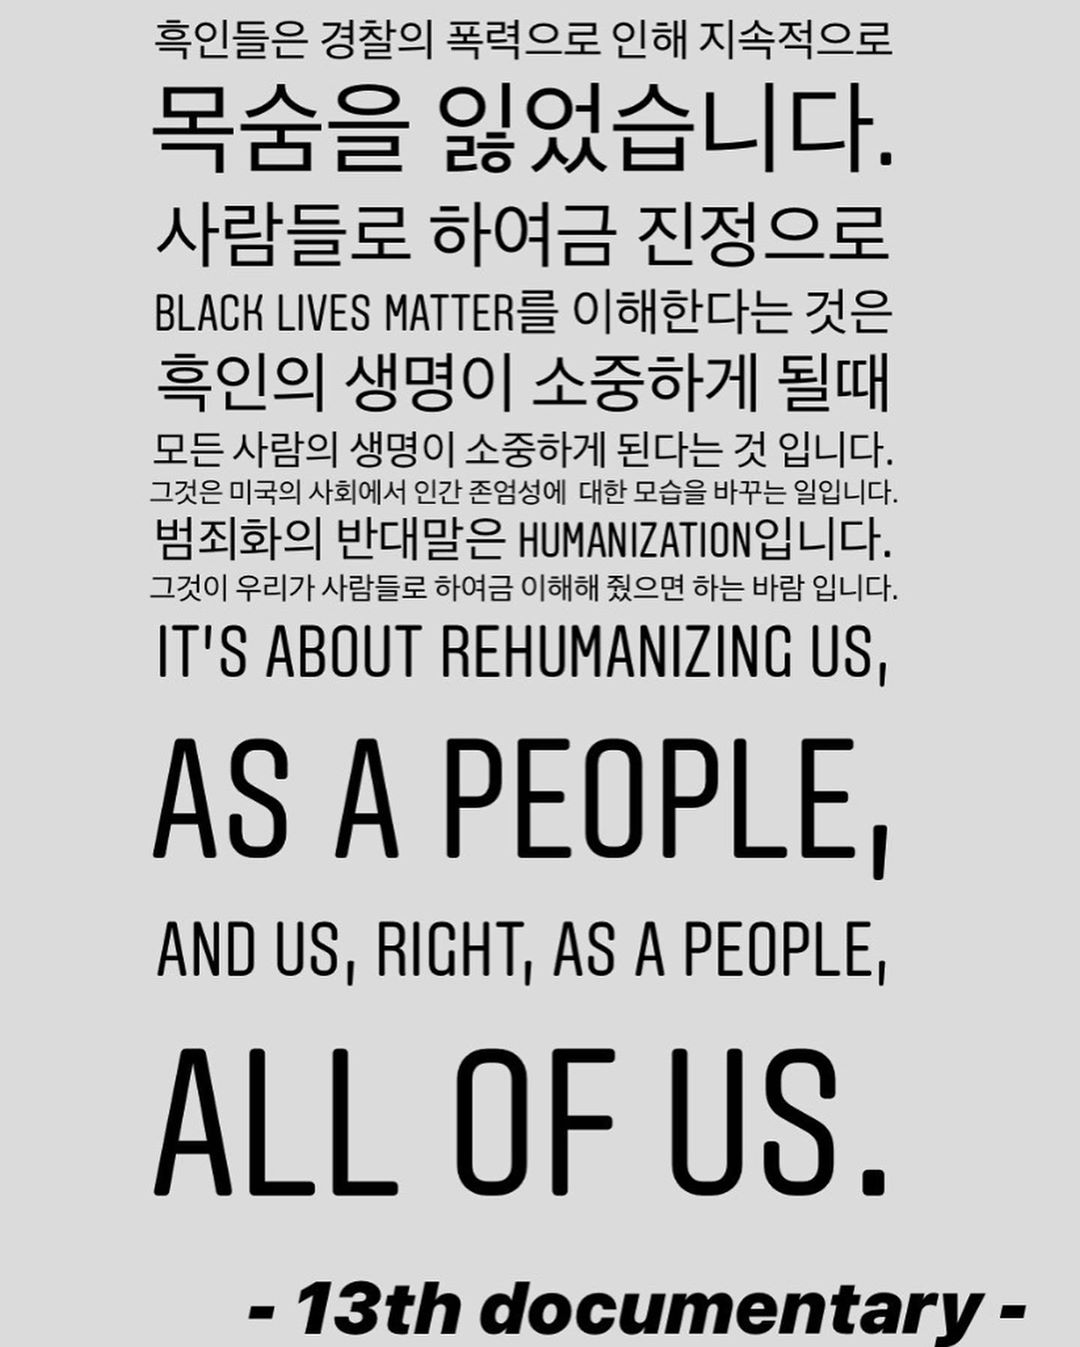 흑인들은 경찰의 폭력으로 인해 지속적으로
목숨을 잃었습니다.
사람들로 하여금 진정으로
BLACK LIVES MATTER를 이해한다는 것은
흑인의 생명이 소중하게 될때
모든 사람의 생명이 소중하게 된다는 것 입니다.
그것은 미국의 사회에서 인간 존엄성에 대한 모습을 바꾸는 일입니다.
범죄화의 반대말은 HUMANIZATION입니다.
그것이 우리가 사람들로 하여금 이해해 줬으면 하는 바람 입니다.
IT'S ABOUT REHUMANIZING US,
AS A PEOPLE,
AND US, RIGHT, AS A PEOPLE,
ALL OF US.
- 13th documentary -